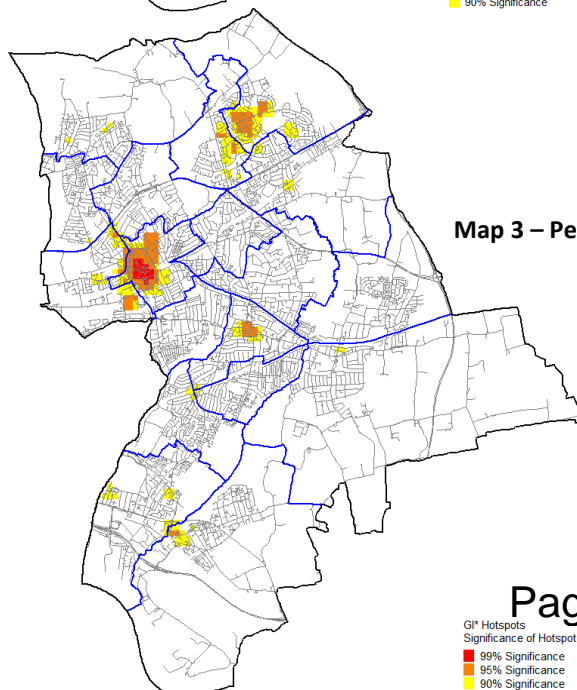 90% Significance
Map 3 – Pe
Pag
GI* Hotspots
Significance of Hotspot
99% Significance
95% Significance
90% Significance